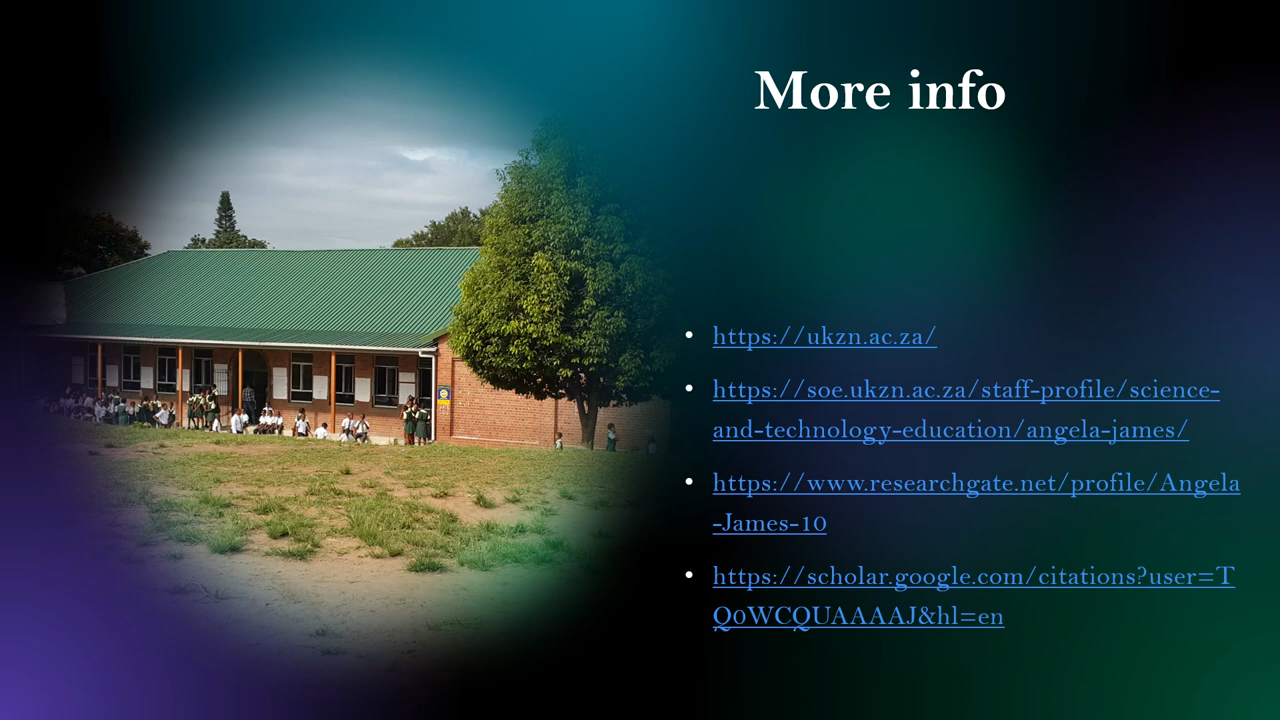 More info
• https://ukzn.ac.za/
• https://soe.ukzn.ac.za/staff-profile/science-
and-technology-education/angela-james/
• https://www.researchgate.net/profile/Angela
-James-10
• https://scholar.google.com/citations?user=T
Q0WCQUAAAAJ&hl=en